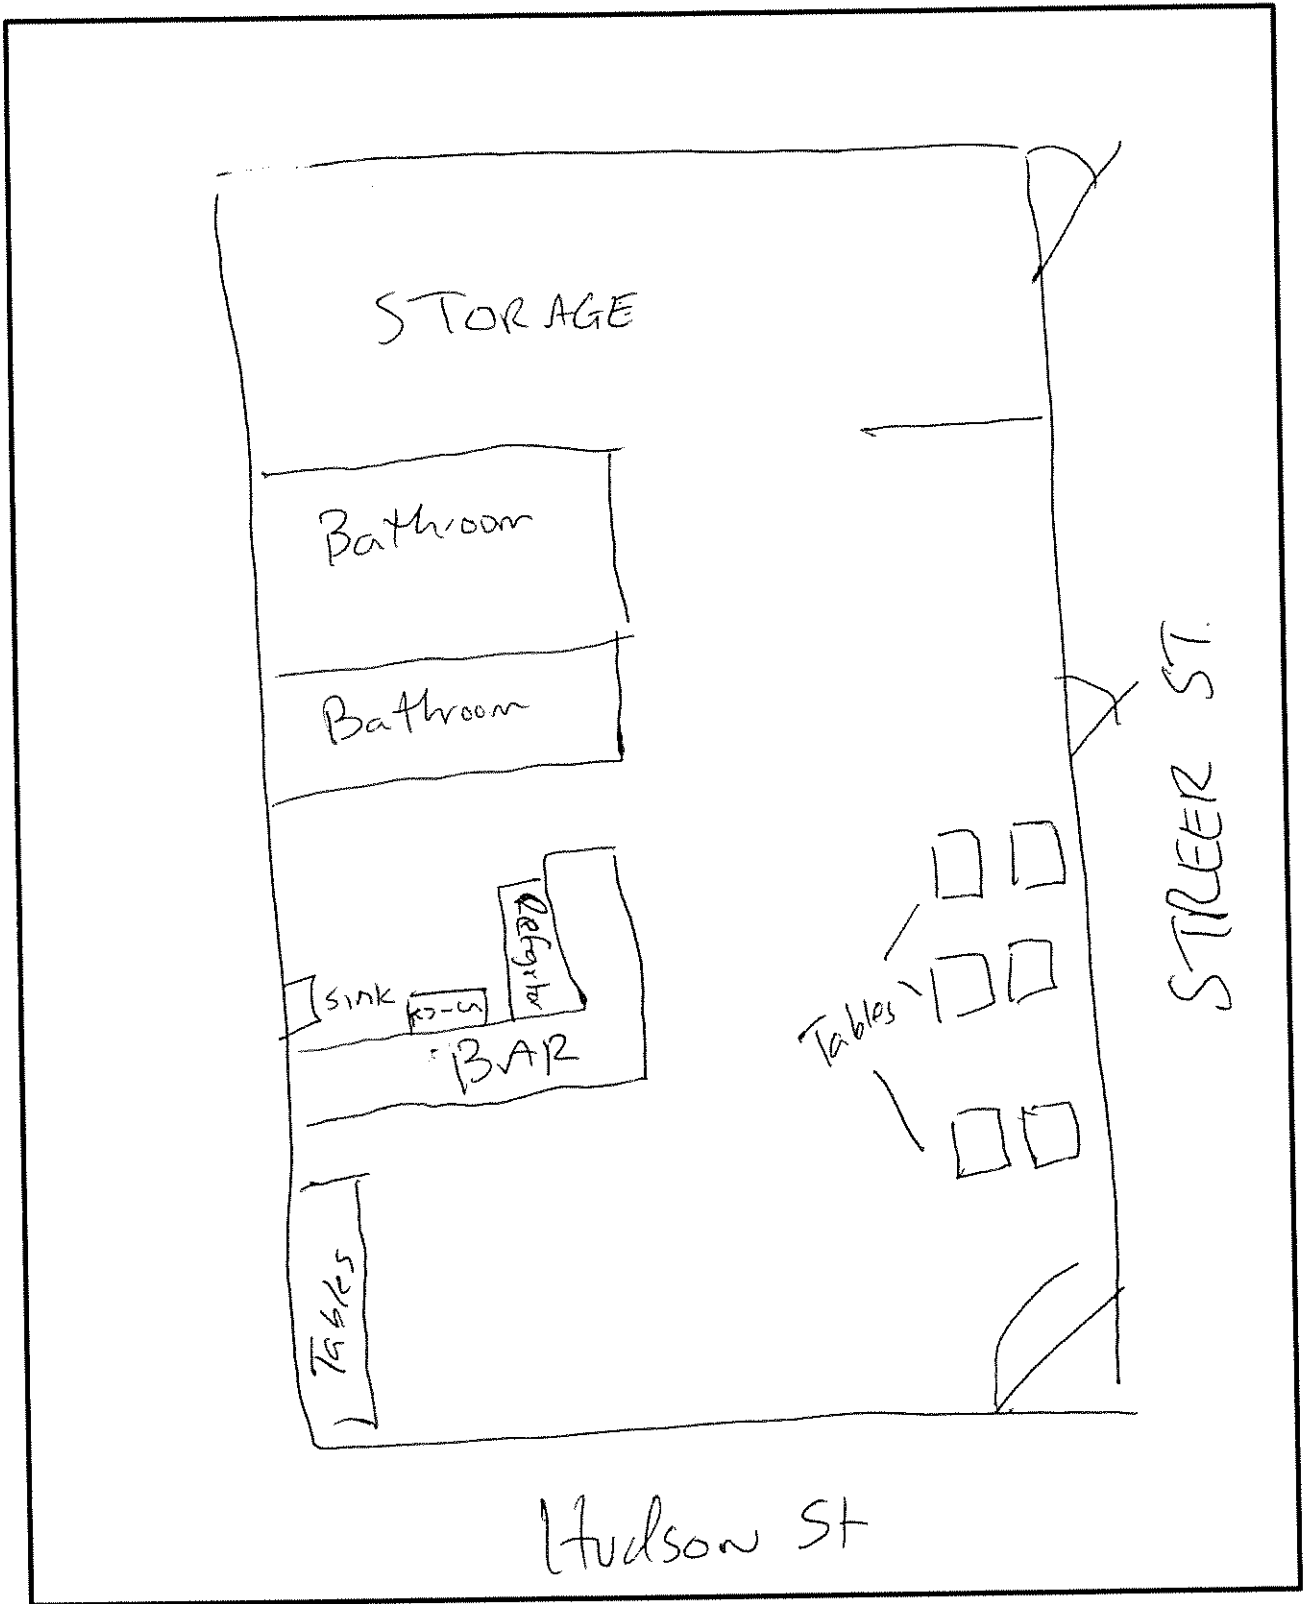 STORAGE
Bathroom
Bathroom
STREER ST.
sink
BAR
Tables
Tables
Hudson St